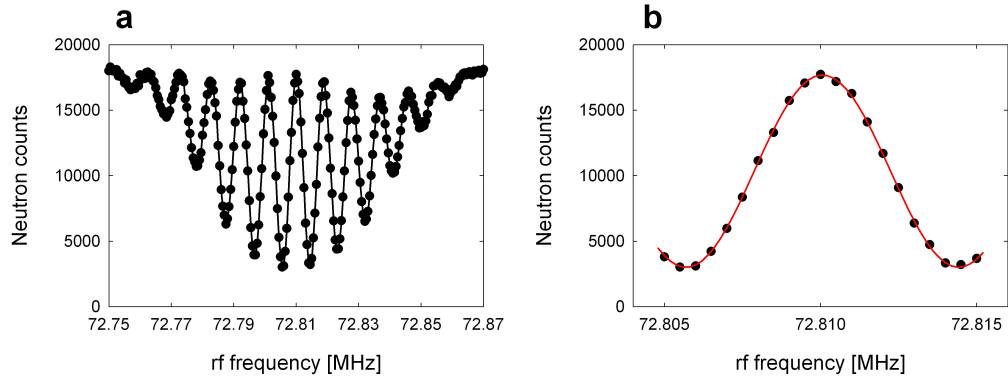 a
20000
15000
10000
5000
0
Neutron counts
72.75 72.77 72.79 72.81 72.83 72.85 72.87
rf frequency [MHz]
b
20000
15000
10000
5000
0
Neutron counts
72.805 72.810 72.815
rf frequency [MHz]